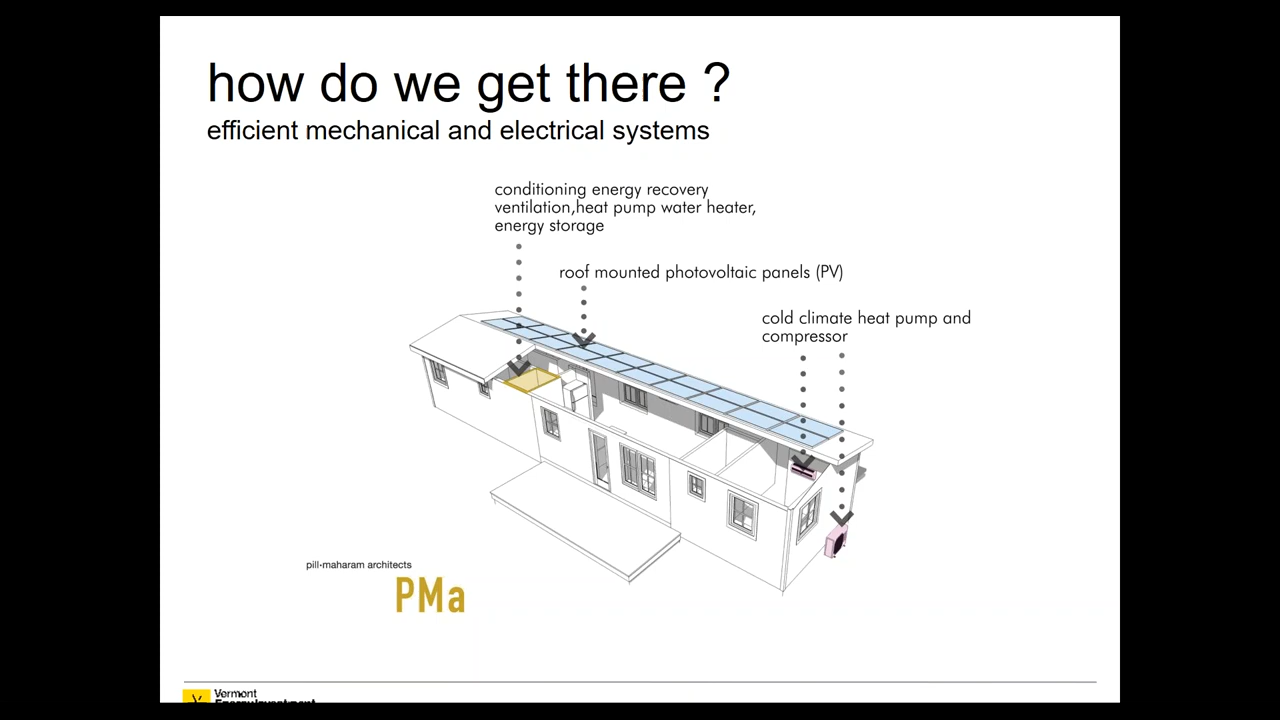 how do we get there ?
efficient mechanical and electrical systems
conditioning energy recovery
ventilation,heat pump water heater,
energy storage
roof mounted photovoltaic panels (PV)
cold climate heat pump and
compressor
pill·maharam architects
PMa
Vermont
EnergyInvestment